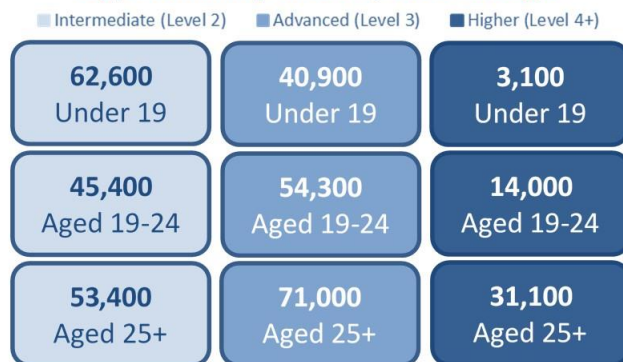 Intermediate (Level 2) Advanced (Level 3) Higher (Level 4+)
62,600 40,900 3,100
Under 19 Under 19 Under 19
45,400 54,300 14,000
Aged 19-24 Aged 19-24 Aged 19-24
53,400 71,000 31,100
Aged 25+ Aged 25+ Aged 25+